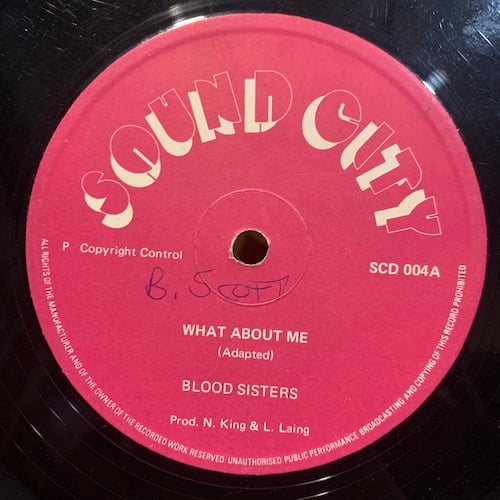 SOUND CITY
P Copyright Control
SCD 004A
B. Scott
WHAT ABOUT ME
(Adapted)
BLOOD SISTERS
Prod. N. King & L. Laing
ALL RIGHTS OF THE MANUFACTURER AND OF THE OWNER OF THE RECORDED WORK RESERVED·UNAUTHORISED PUBLIC PERFORMANCE BROADCASTING AND COPYING OF THIS RECORD PROHIBITED